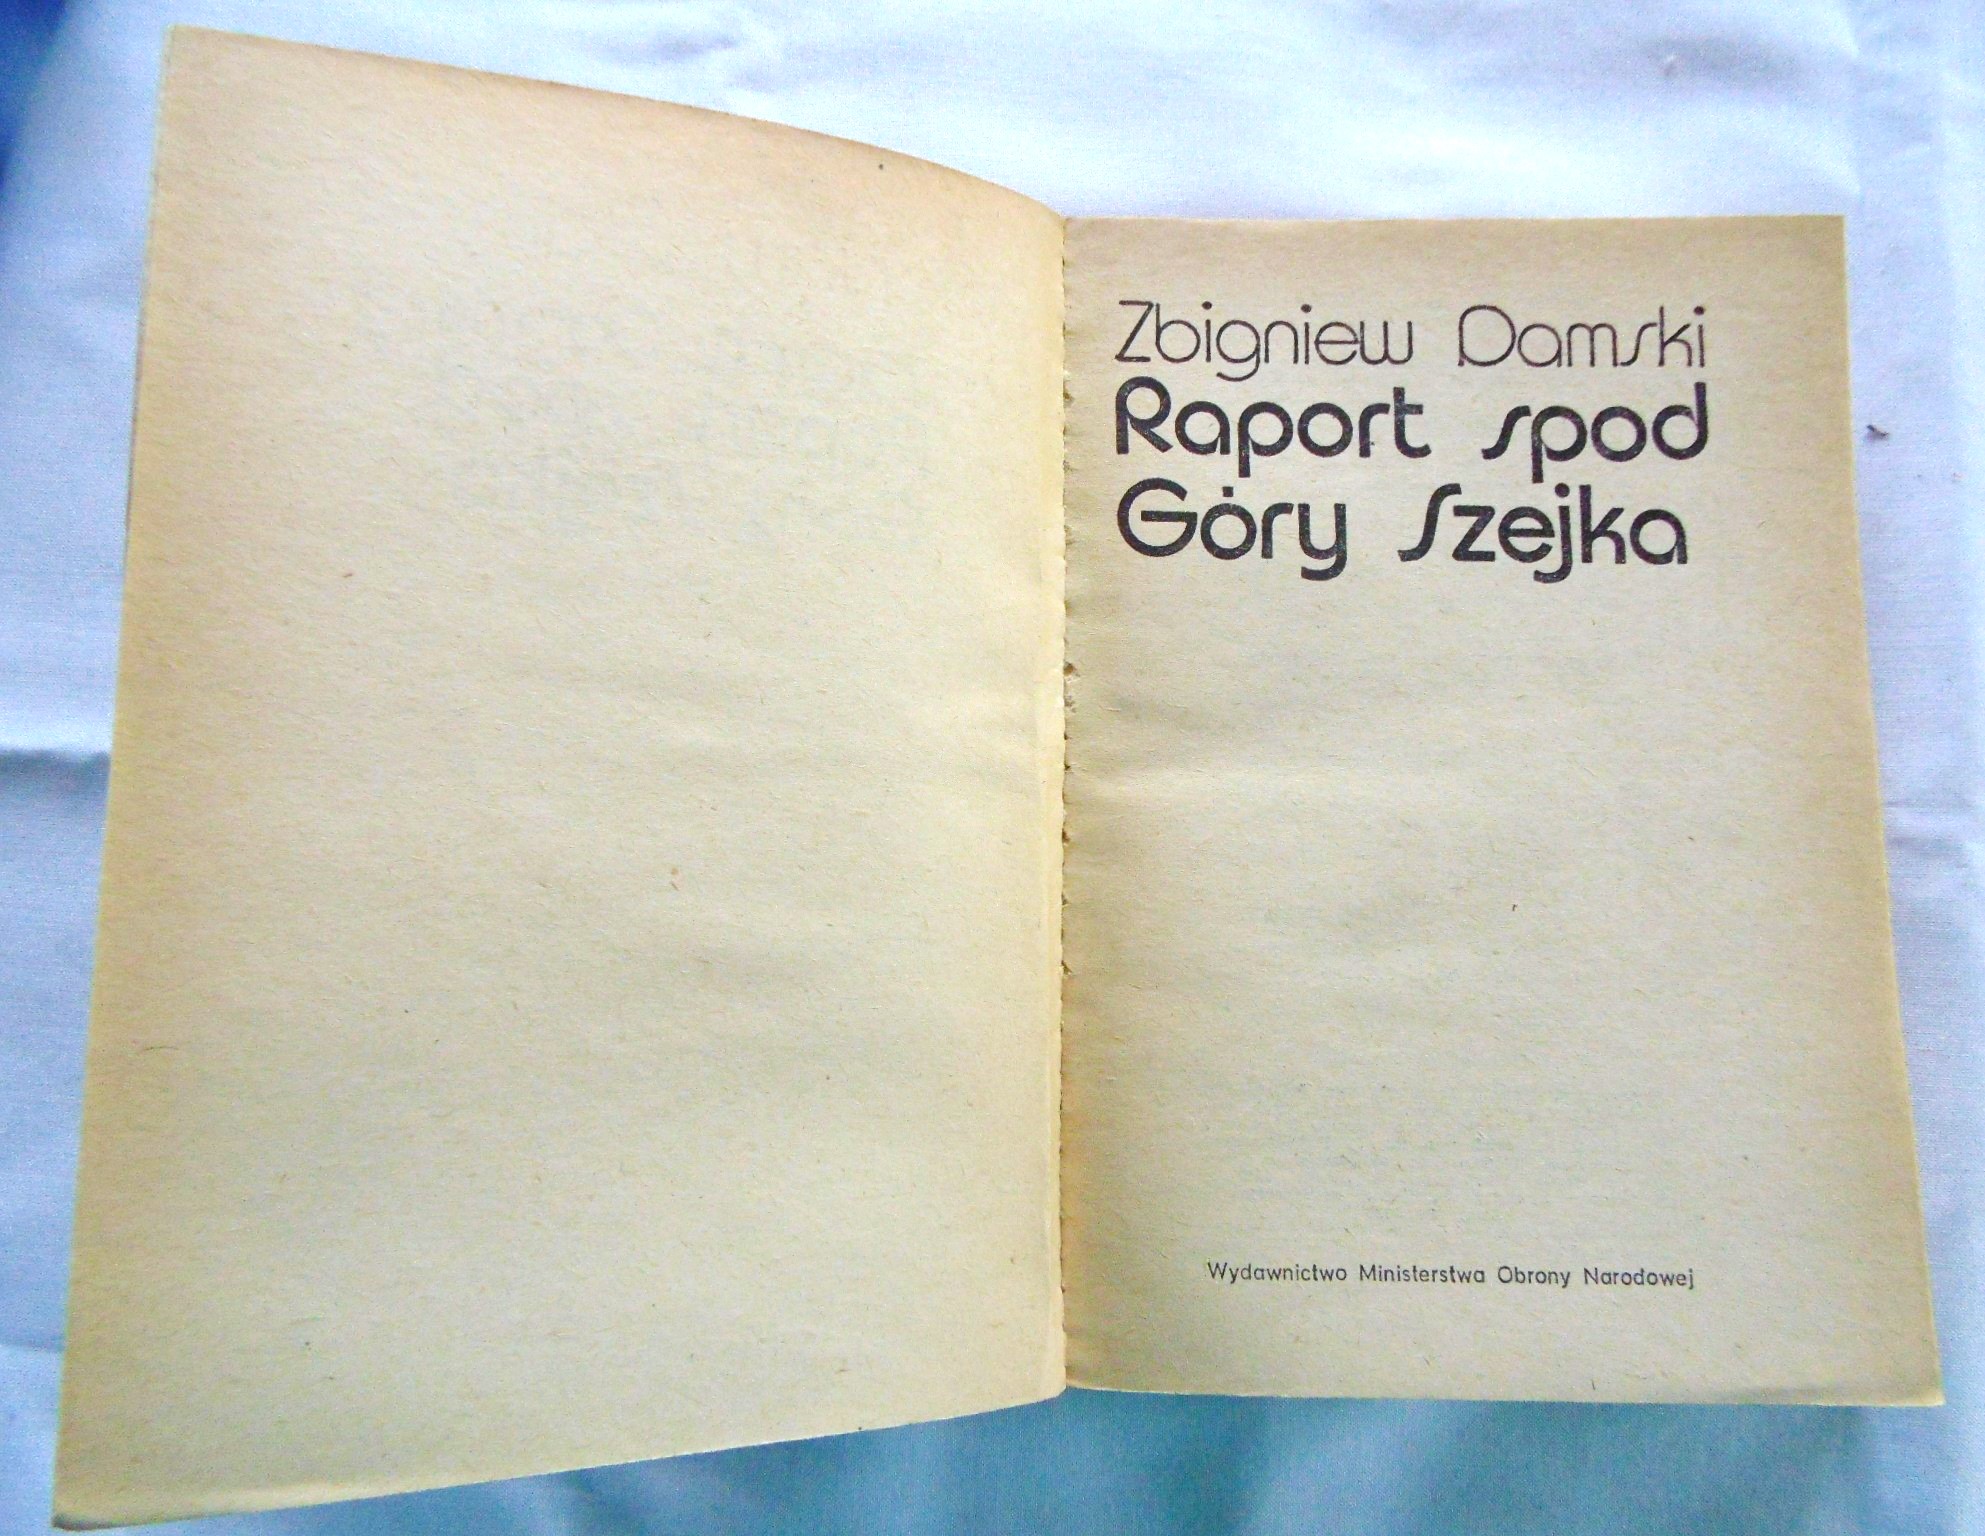 Zbigniew Damski
Raport spod
Góry Szejka
Wydawnictwo Ministerstwa Obrony Narodowej